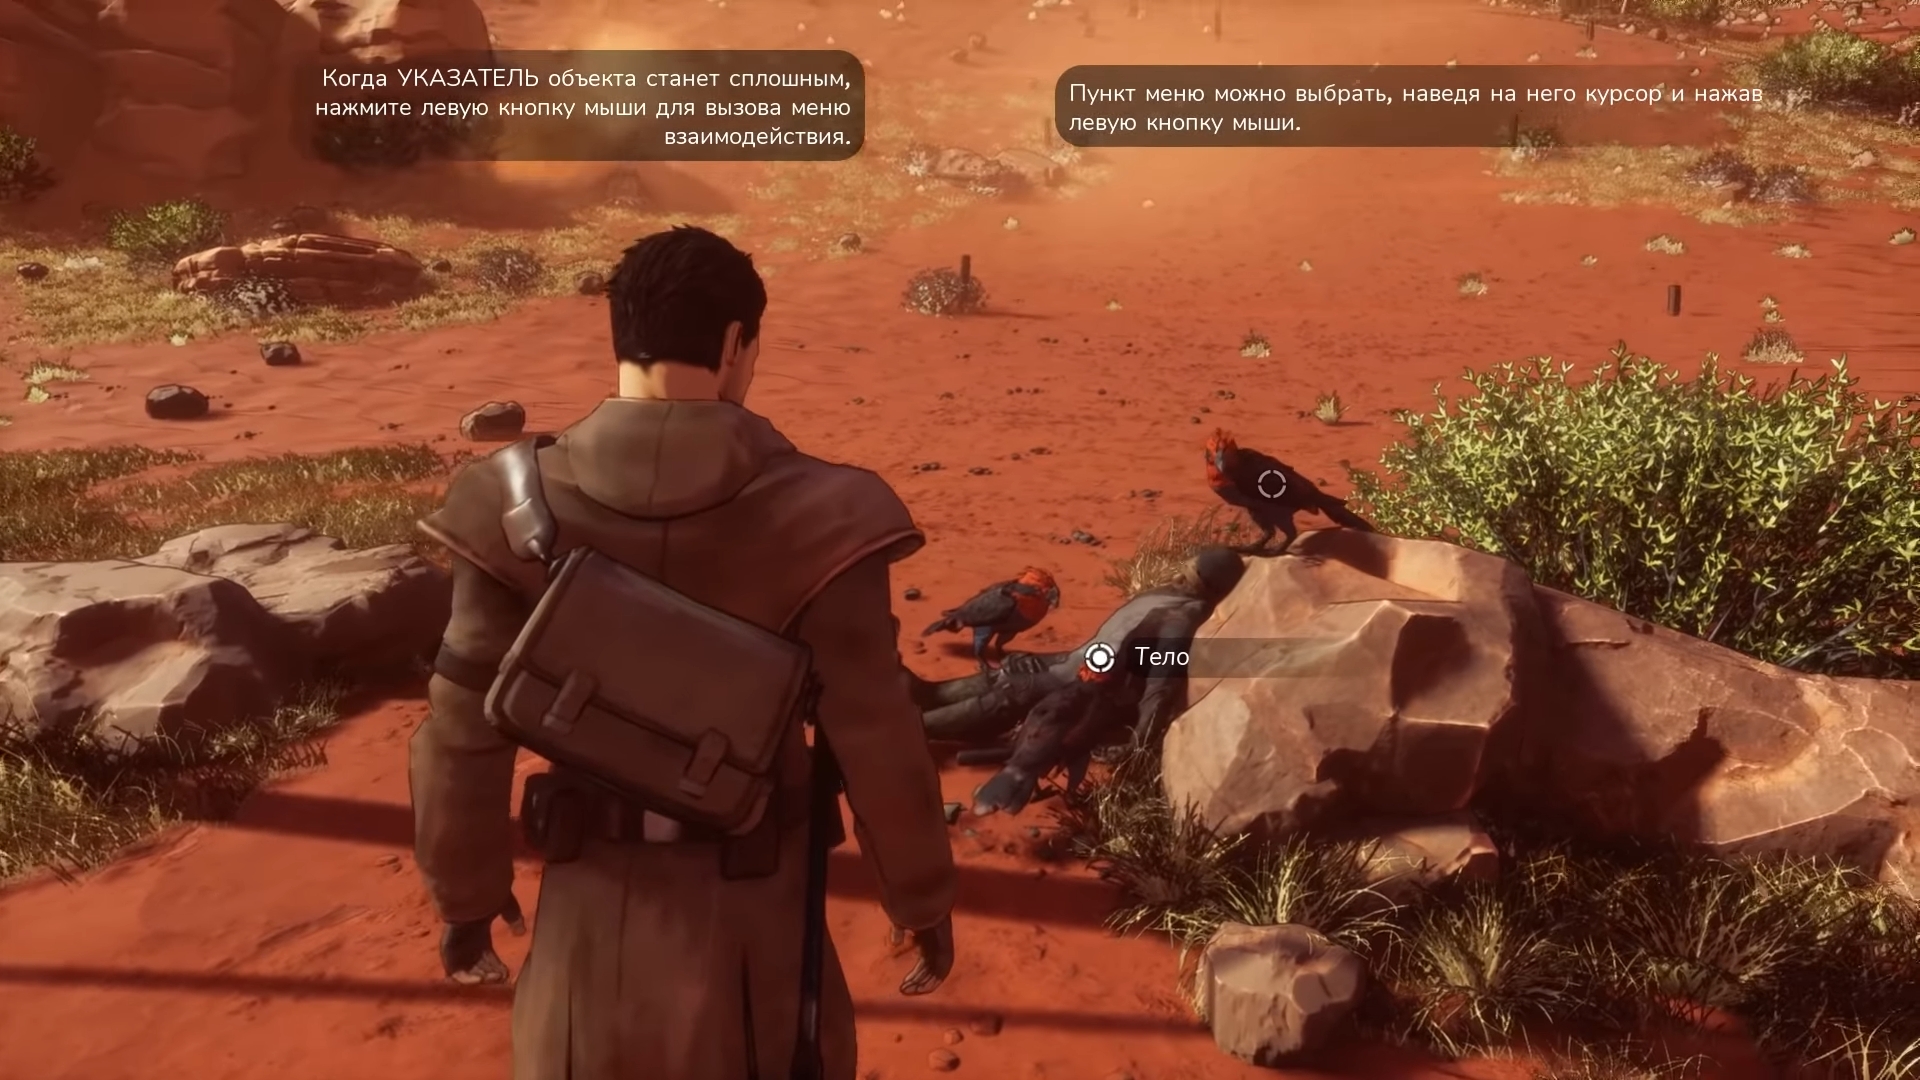 Когда УКАЗАТЕЛЬ объекта станет сплошным,
нажмите левую кнопку мыши для вызова меню
взаимодействия.
Пункт меню можно выбрать, наведя на него курсор и нажав
левую кнопку мыши.
Тело